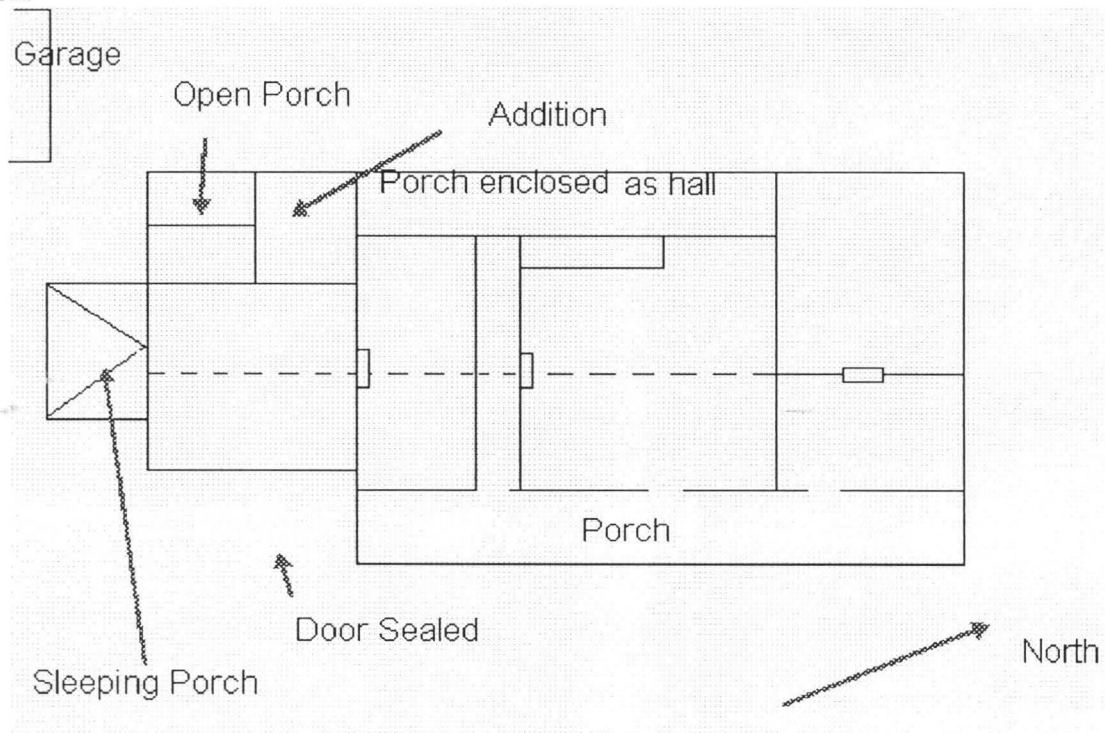 Garage
Open Porch
Addition
Porch enclosed as hall
Porch
Door Sealed
North
Sleeping Porch